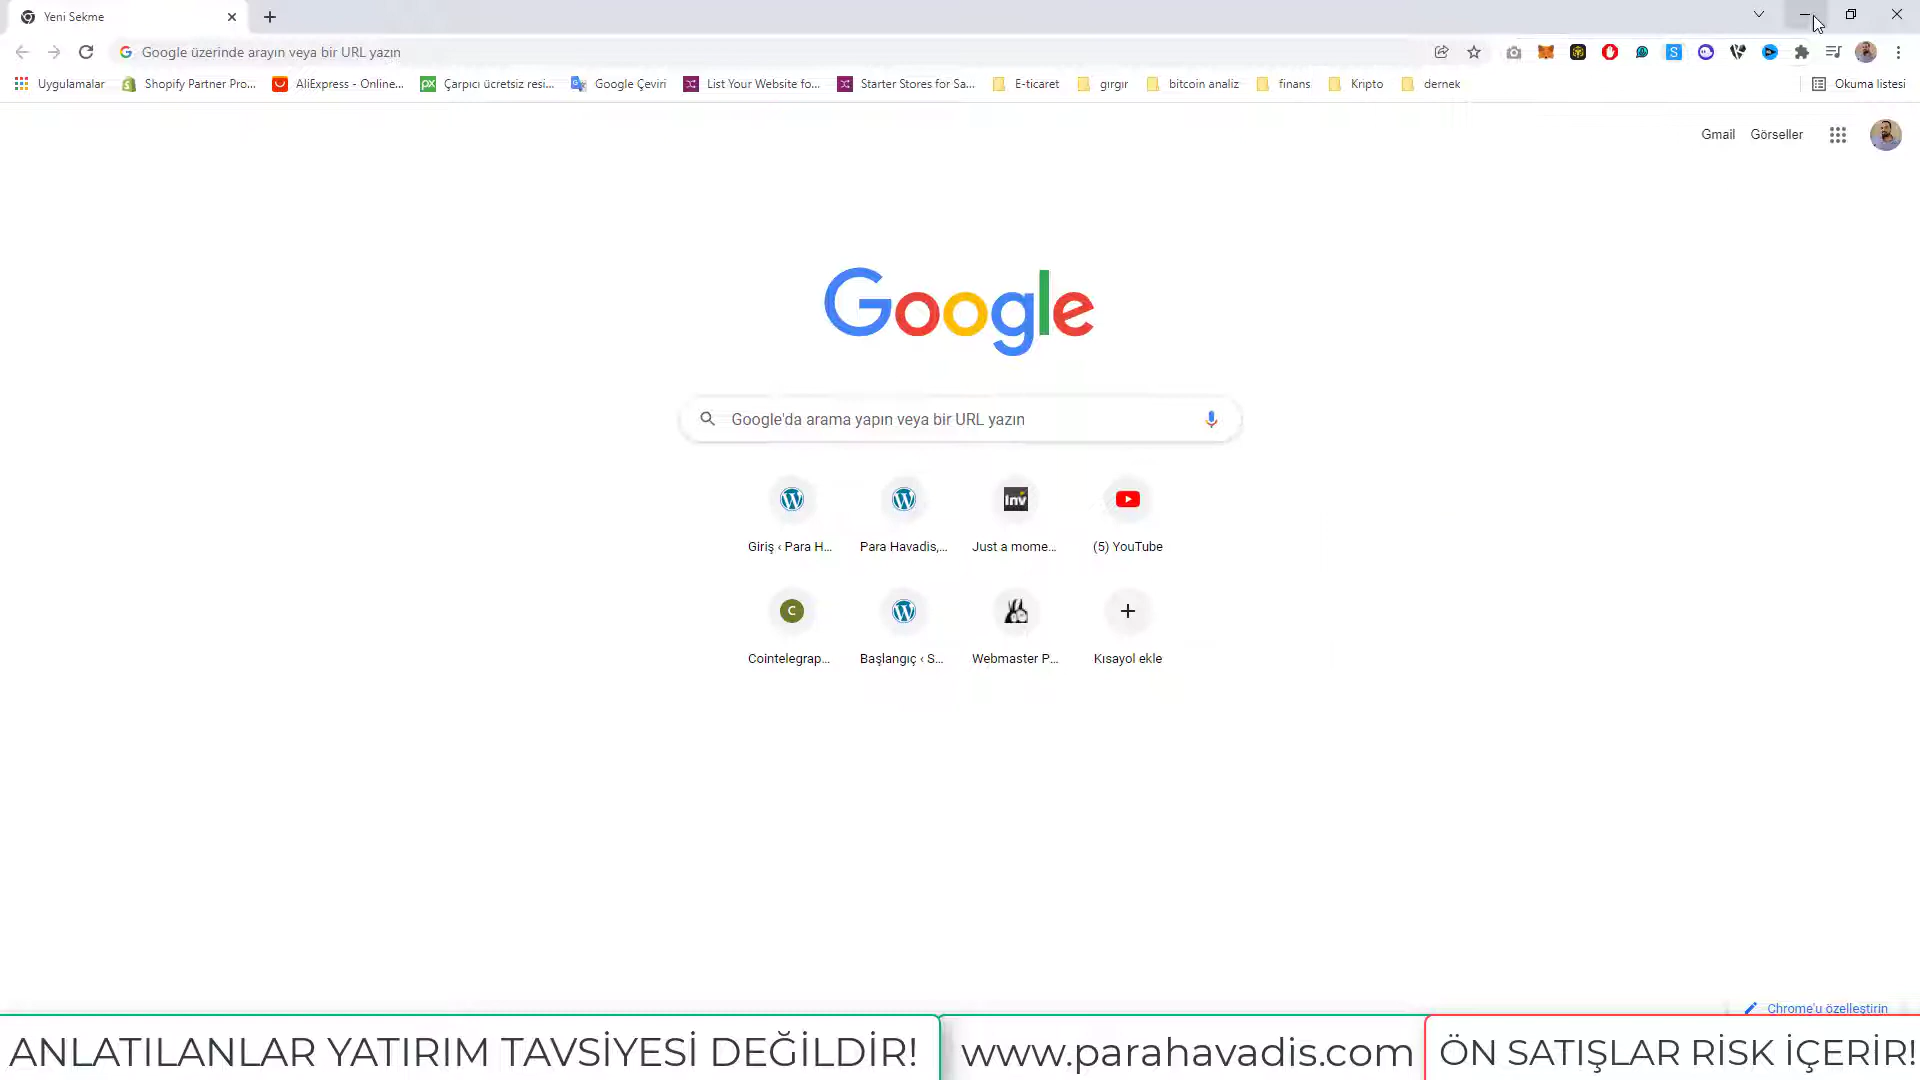 Yeni Sekme
Google üzerinde arayın veya bir URL yazın
Uygulamalar
Shopify Partner Pro...
AliExpress - Online...
px
Çarpıcı ücretsiz resi...
Google Çeviri
List Your Website fo...
Starter Stores for Sa...
E-ticaret
gırgır
bitcoin analiz
finans
Kripto
dernek
Okuma listesi
Gmail
Görseller
Google
Google'da arama yapın veya bir URL yazın
Inv
Giriş ‹ Para H...
Para Havadis,...
Just a mome...
(5) YouTube
C
Cointelegrap...
Başlangıç ‹ S...
Webmaster P...
Kısayol ekle
Chrome'u özelleştirin
ANLATILANLAR YATIRIM TAVSİYESİ DEĞİLDİR!
www.parahavadis.com
ÖN SATIŞLAR RİSK İÇERİR!